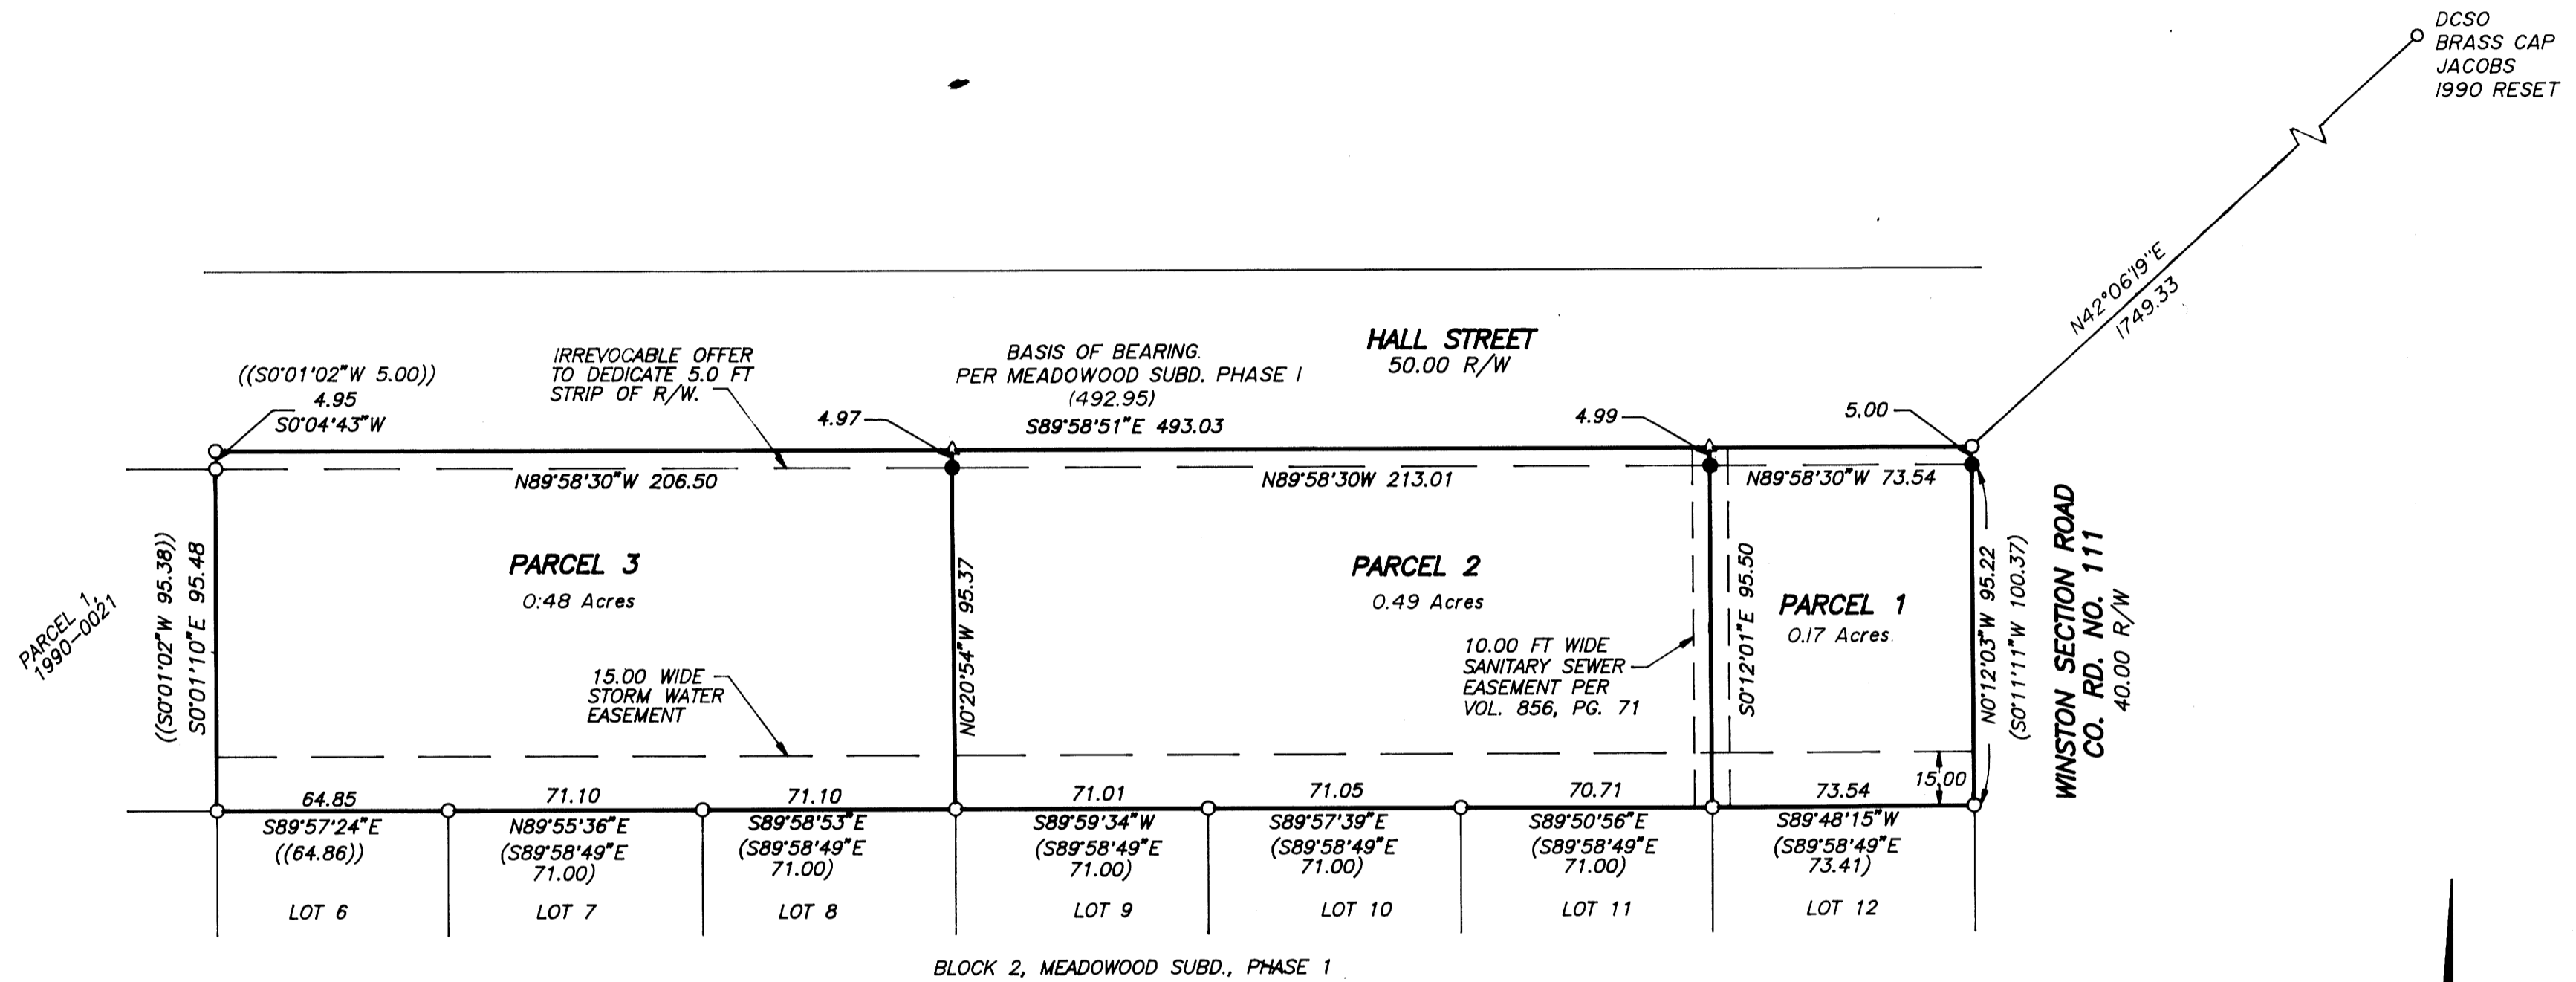 DCSO
BRASS CAP
JACOBS
1990 RESET
N42°06'19"E
1749.33
HALL STREET
50.00 R/W
BASIS OF BEARING.
PER MEADOWOOD SUBD. PHASE 1
(492.95)
S89°58'51"E 493.03
IRREVOCABLE OFFER
TO DEDICATE 5.0 FT
STRIP OF R/W.
((S0°01'02"W 5.00))
4.95
S0°04'43"W
4.97
4.99
5.00
N89°58'30"W 206.50
N89°58'30W 213.01
N89°58'30"W 73.54
PARCEL 1,
1990-0021
((S0°01'02"W 95.38))
S0°01'10"E 95.48
PARCEL 3
0:48 Acres
N0°20'54"W 95.37
PARCEL 2
0.49 Acres
S0°12'01"E 95.50
PARCEL 1
0.17 Acres.
N0°12'03"W 95.22
(S0°11'11"W 100.37)
WINSTON SECTION ROAD
CO. RD. NO. 111
40.00 R/W
15.00 WIDE
STORM WATER
EASEMENT
10.00 FT WIDE
SANITARY SEWER
EASEMENT PER
VOL. 856, PG. 71
15.00
64.85
71.10
71.10
71.01
71.05
70.71
73.54
S89°57'24"E
((64.86))
N89°55'36"E
(S89°58'49"E
71.00)
S89°58'53"E
(S89°58'49"E
71.00)
S89°59'34"W
(S89°58'49"E
71.00)
S89°57'39"E
(S89°58'49"E
71.00)
S89°50'56"E
(S89°58'49"E
71.00)
S89°48'15"W
(S89°58'49"E
73.41)
LOT 6
LOT 7
LOT 8
LOT 9
LOT 10
LOT 11
LOT 12
BLOCK 2, MEADOWOOD SUBD., PHASE 1